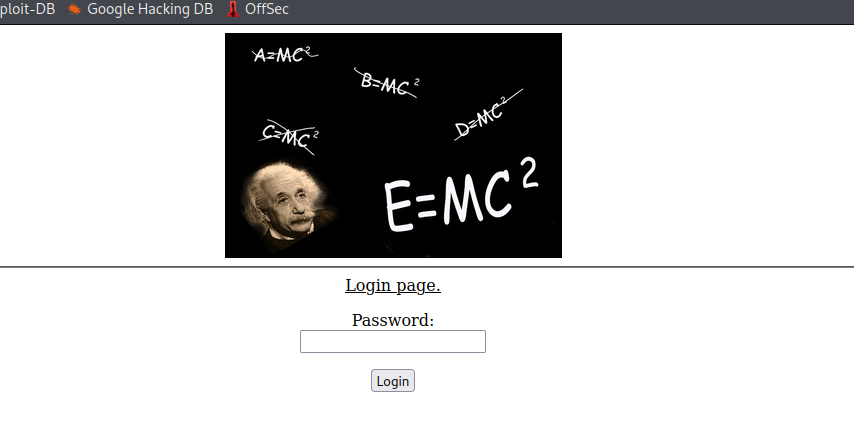 ploit-DB Google Hacking DB OffSec
A=MC²
B=MC²
D=MC²
C=MC²
E=MC²
Login page.
Password:
Login